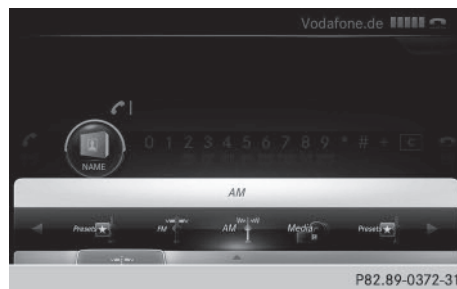 Vodafone.de
0 1 2 3 4 5 6 7 8 9 * # + C
NAME
AM
Presets FM AM Media Presets
P82.89-0372-31